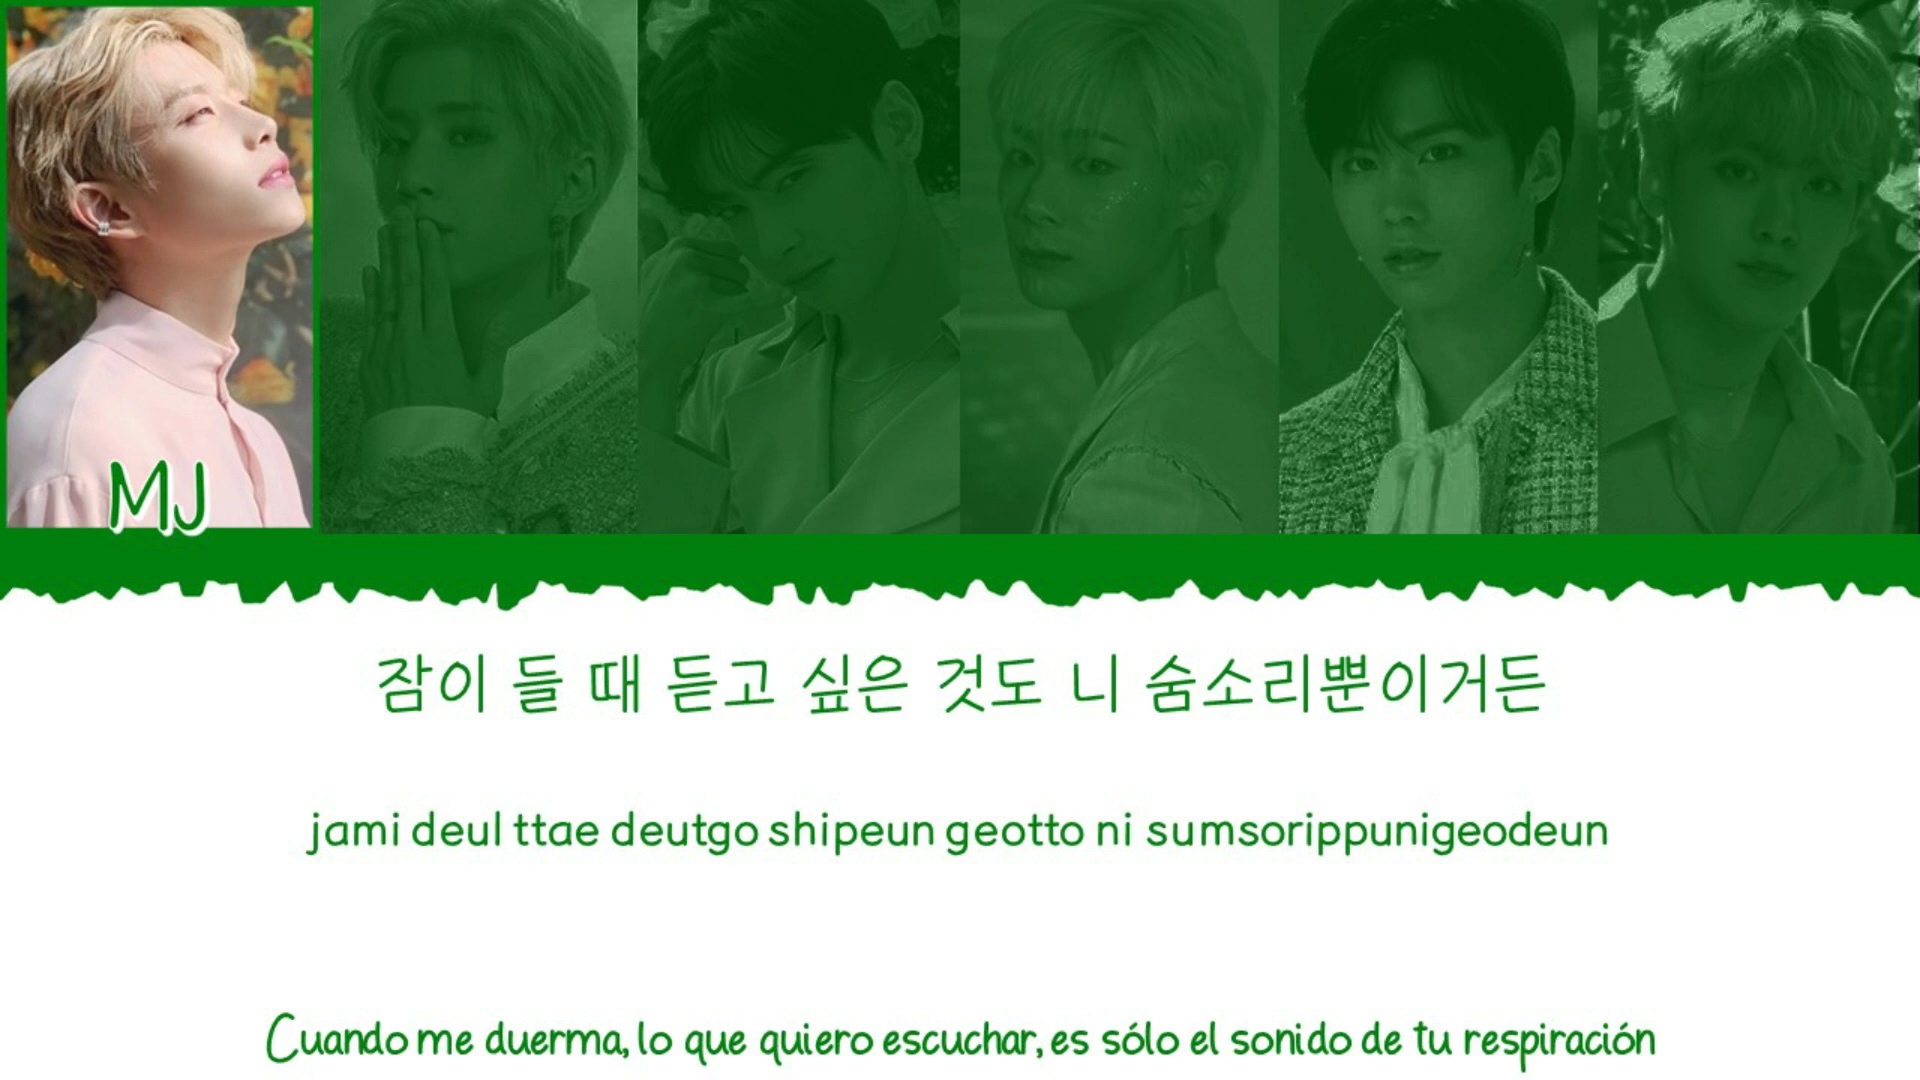 MJ
잠이 들 때 듣고 싶은 것도 니 숨소리뿐이거든
jami deul ttae deutgo shipeun geotto ni sumsorippunigeodeun
Cuando me duerma, lo que quiero escuchar, es sólo el sonido de tu respiración